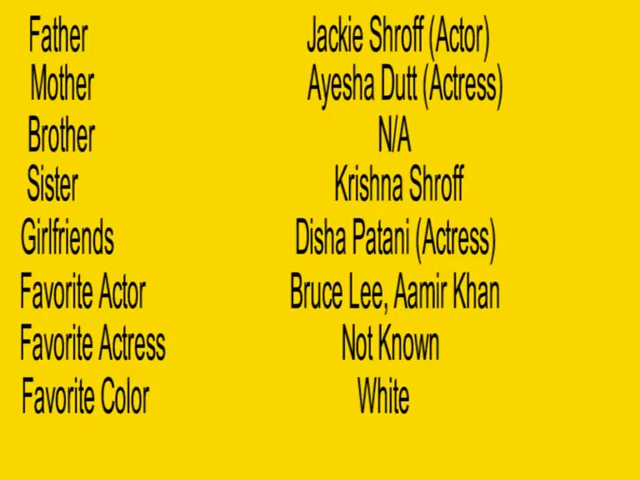 Father Jackie Shroff (Actor)
Mother Ayesha Dutt (Actress)
Brother N/A
Sister Krishna Shroff
Girlfriends Disha Patani (Actress)
Favorite Actor Bruce Lee, Aamir Khan
Favorite Actress Not Known
Favorite Color White